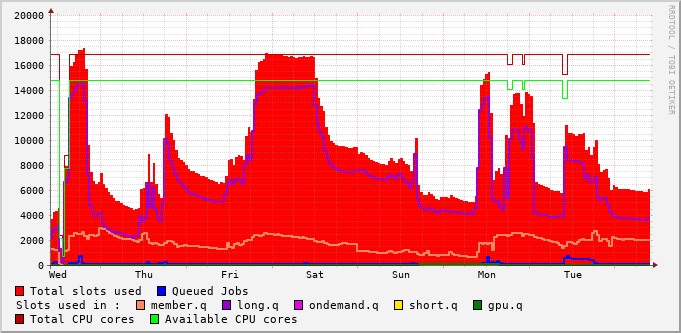 20000
18000
16000
14000
12000
10000
8000
6000
4000
2000
0
Wed Thu Fri Sat Sun Mon Tue
RRDTOOL / TOBI OETIKER
Total slots used Queued Jobs
Slots used in : member.q long.q ondemand.q short.q gpu.q
Total CPU cores Available CPU cores